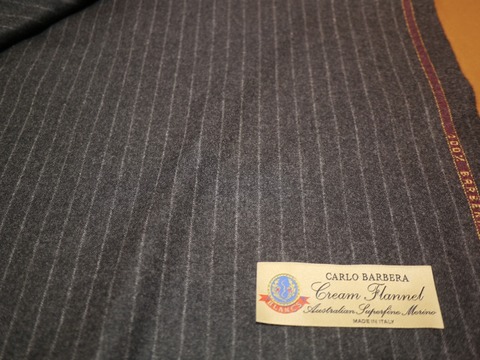 CARLO BARBERA
Cream Flannel
Australian Superfine Merino
MADE IN ITALY
100% BARBERA